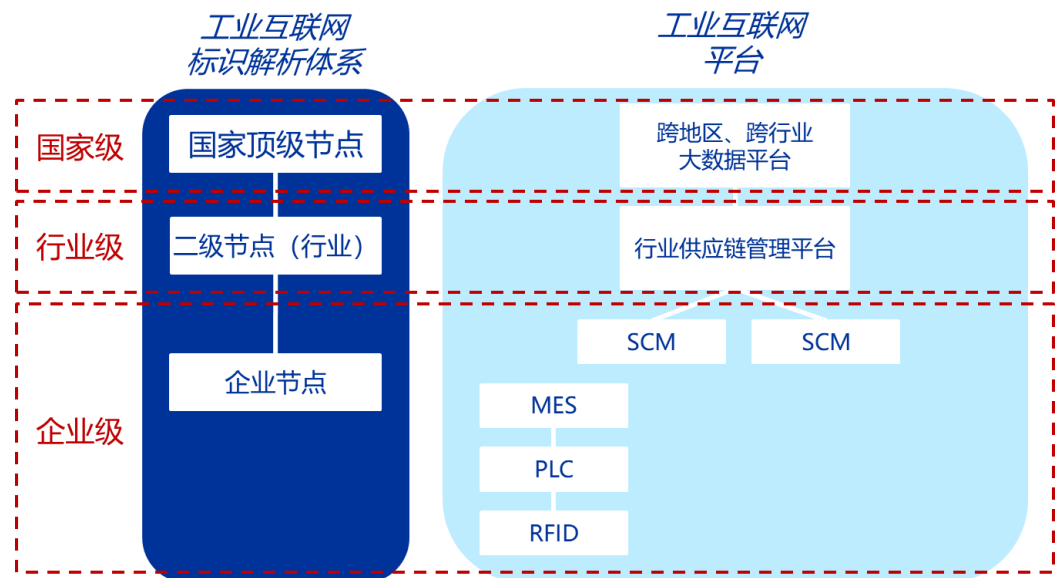 工业互联网
标识解析体系
工业互联网
平台
国家级
国家顶级节点
跨地区、跨行业
大数据平台
行业级
二级节点（行业）
行业供应链管理平台
SCM
SCM
企业级
企业节点
MES
PLC
RFID